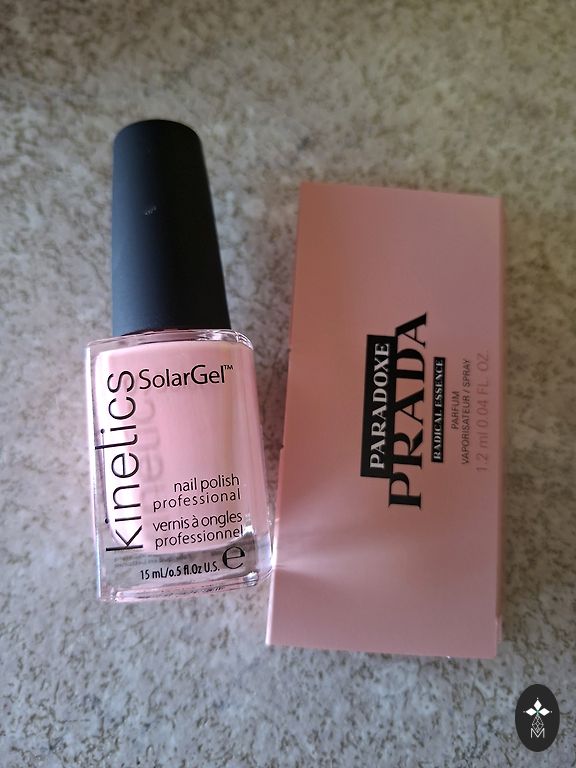 kinetics
SolarGel™
nail polish
professional
vernis à ongles
professionnel
15 mL/0.5 fl.Oz U.S. e
PARADOXE
PRADA
RADICAL ESSENCE
PARFUM
VAPORISATEUR / SPRAY
1.2 ml 0.04 FL. OZ.
M